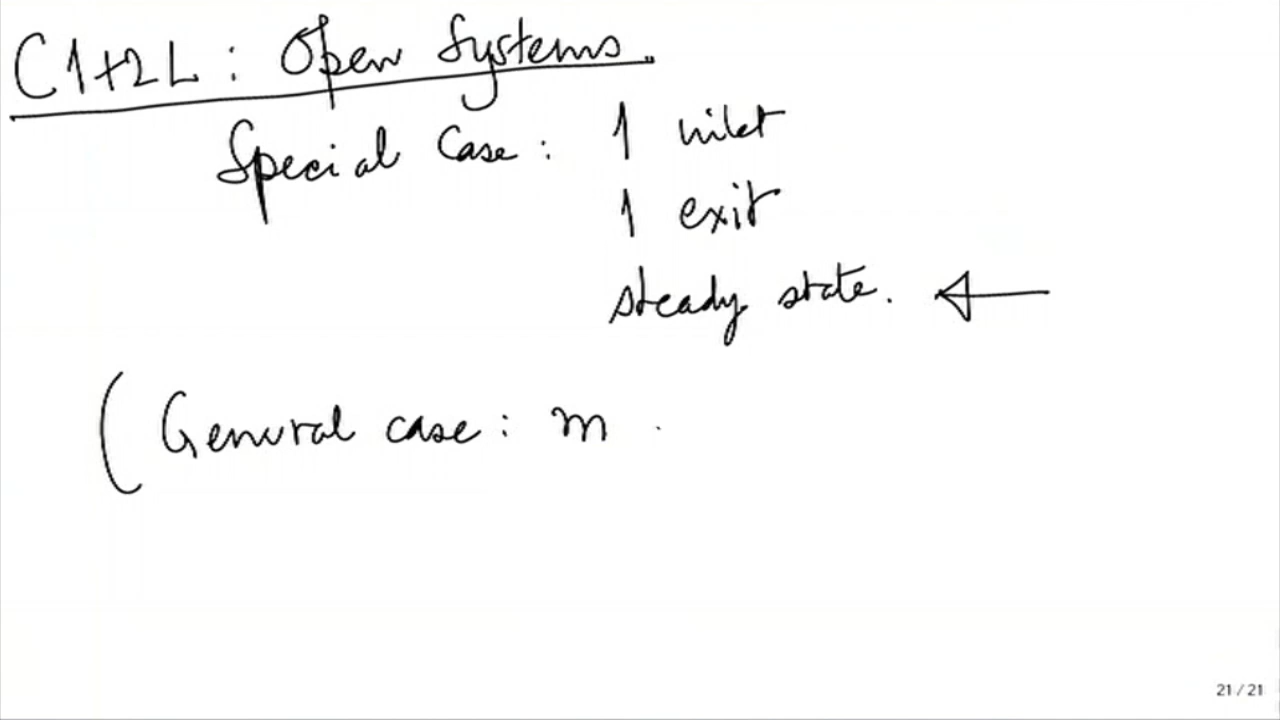 C1+2L : Open Systems.
Special Case : 1 inlet
1 exit
steady state. ←
( General case : m
21 / 21